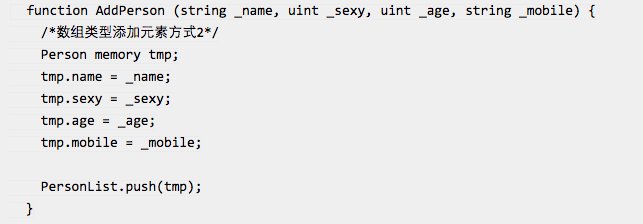 function AddPerson (string _name, uint _sexy, uint _age, string _mobile) {
/*数组类型添加元素方式2*/
Person memory tmp;
tmp.name = _name;
tmp.sexy = _sexy;
tmp.age = _age;
tmp.mobile = _mobile;
PersonList.push(tmp);
}